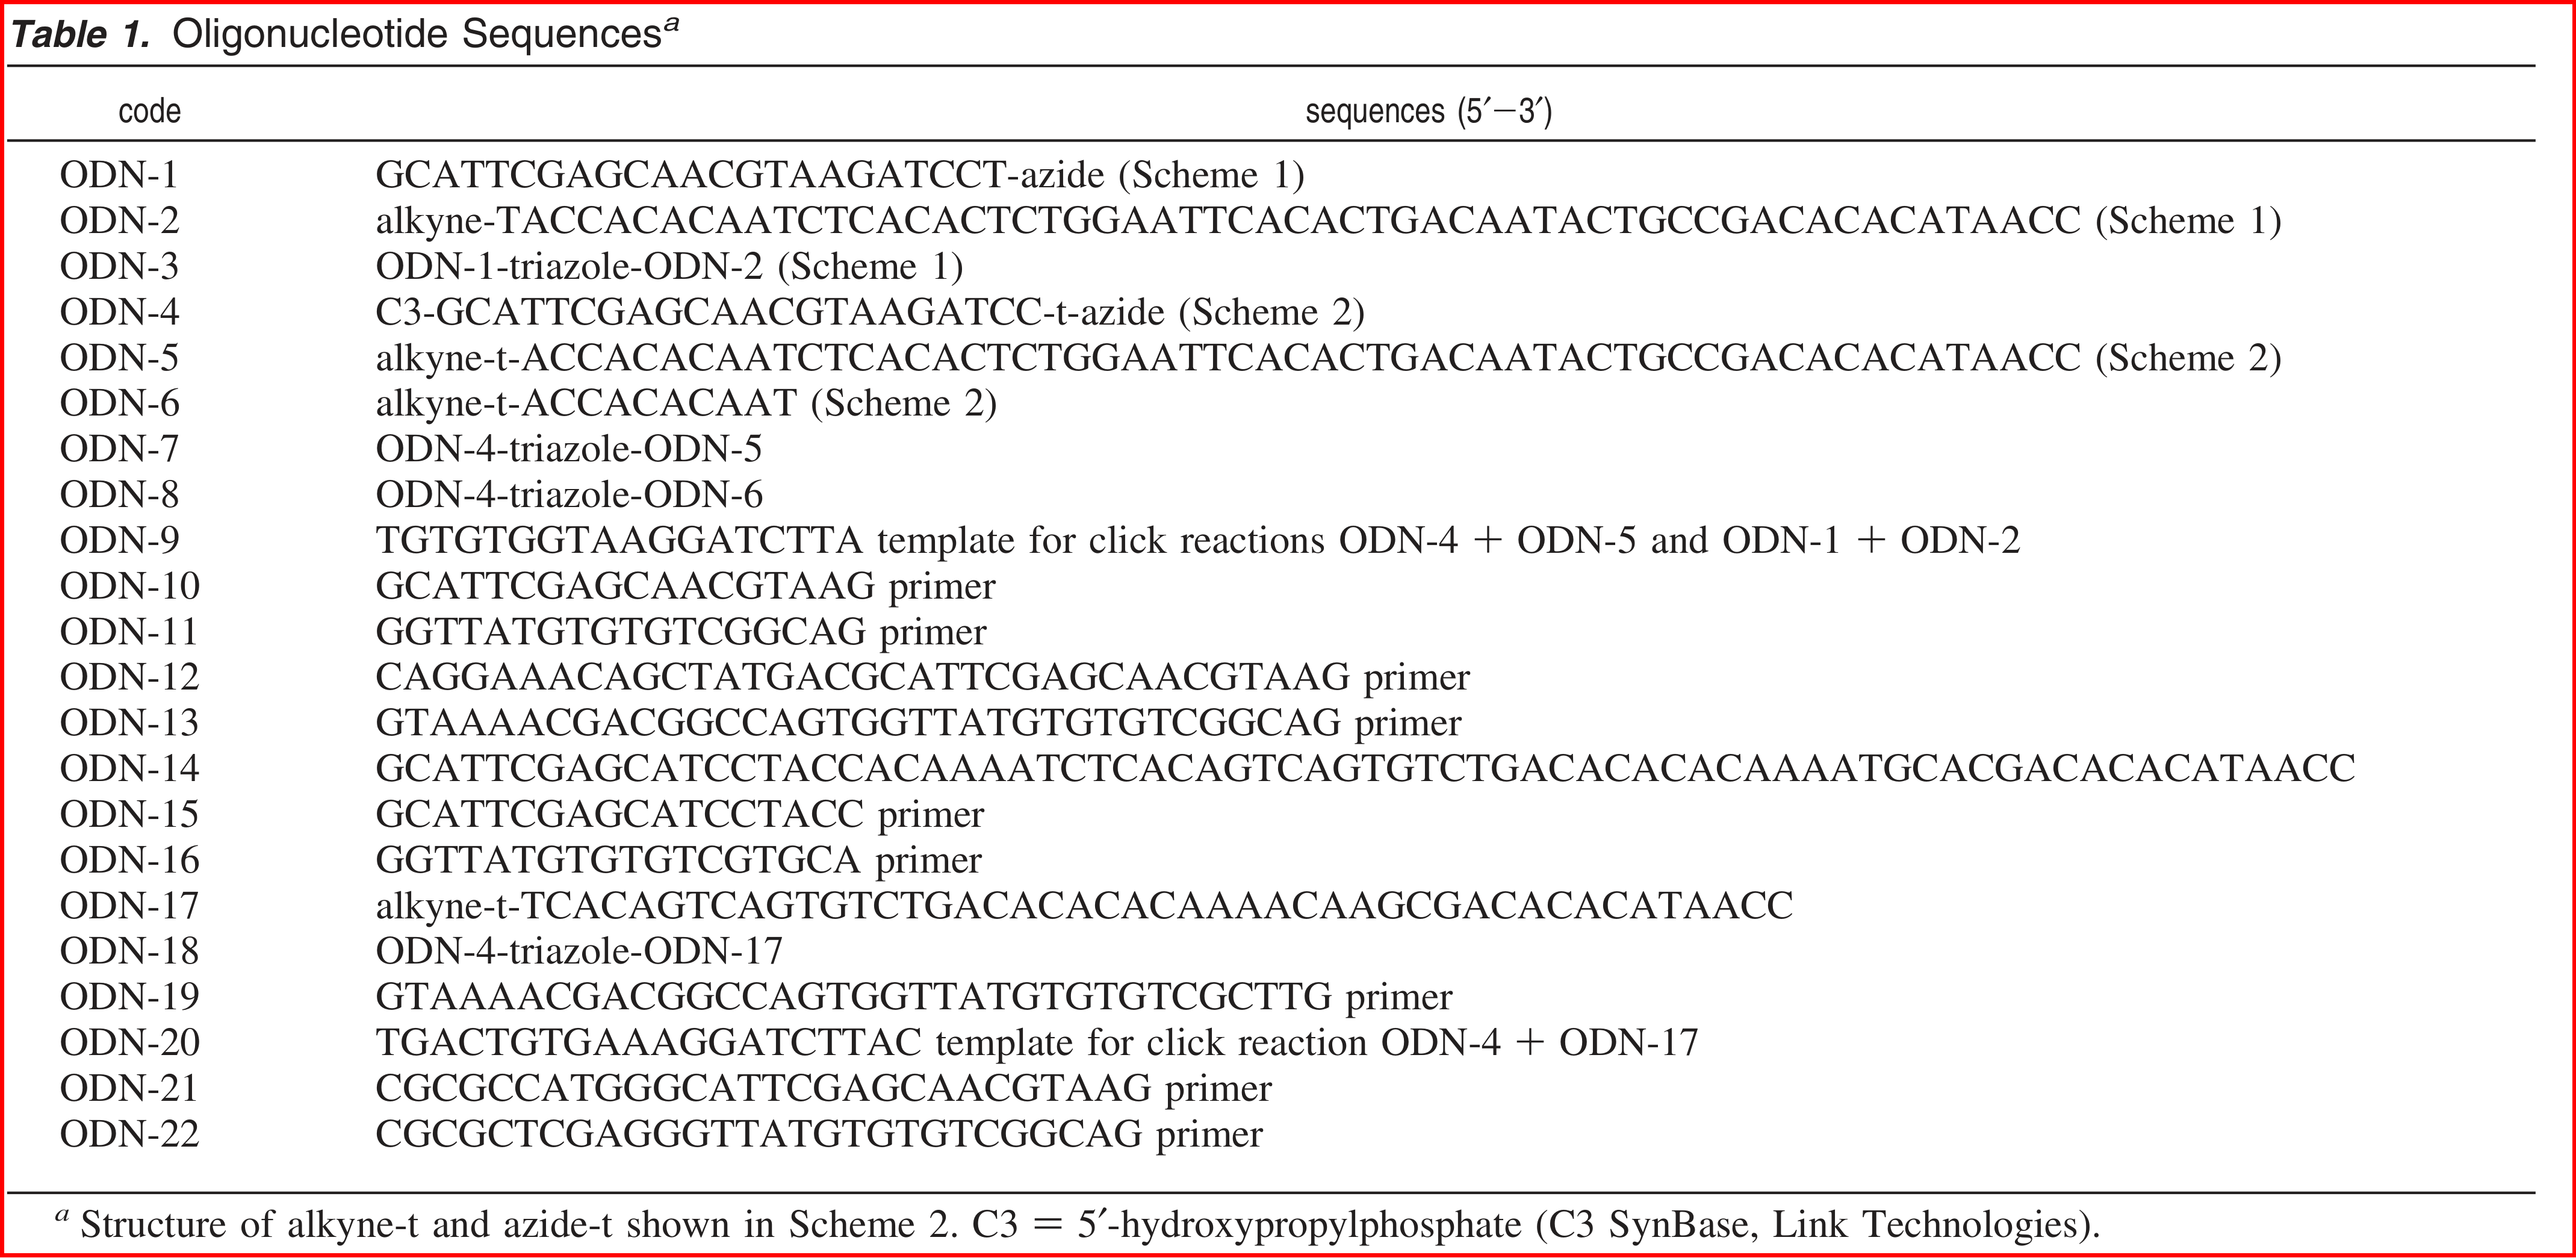 Table 1. Oligonucleotide Sequencesᵃ
code sequences (5′−3′)
ODN-1 GCATTCGAGCAACGTAAGATCCT-azide (Scheme 1)
ODN-2 alkyne-TACCACACAATCTCACACTCTGGAATTCACACTGACAATACTGCCGACACACATAACC (Scheme 1)
ODN-3 ODN-1-triazole-ODN-2 (Scheme 1)
ODN-4 C3-GCATTCGAGCAACGTAAGATCC-t-azide (Scheme 2)
ODN-5 alkyne-t-ACCACACAATCTCACACTCTGGAATTCACACTGACAATACTGCCGACACACATAACC (Scheme 2)
ODN-6 alkyne-t-ACCACACAAT (Scheme 2)
ODN-7 ODN-4-triazole-ODN-5
ODN-8 ODN-4-triazole-ODN-6
ODN-9 TGTGTGGTAAGGATCTTA template for click reactions ODN-4 + ODN-5 and ODN-1 + ODN-2
ODN-10 GCATTCGAGCAACGTAAG primer
ODN-11 GGTTATGTGTGTCGGCAG primer
ODN-12 CAGGAAACAGCTATGACGCATTCGAGCAACGTAAG primer
ODN-13 GTAAAACGACGGCCAGTGGTTATGTGTGTCGGCAG primer
ODN-14 GCATTCGAGCATCCTACCACAAAATCTCACAGTCAGTGTCTGACACACACAAAATGCACGACACACATAACC
ODN-15 GCATTCGAGCATCCTACC primer
ODN-16 GGTTATGTGTGTCGTGCA primer
ODN-17 alkyne-t-TCACAGTCAGTGTCTGACACACACAAAACAAGCGACACACATAACC
ODN-18 ODN-4-triazole-ODN-17
ODN-19 GTAAAACGACGGCCAGTGGTTATGTGTGTCGCTTG primer
ODN-20 TGACTGTGAAAGGATCTTAC template for click reaction ODN-4 + ODN-17
ODN-21 CGCGCCATGGGCATTCGAGCAACGTAAG primer
ODN-22 CGCGCTCGAGGGTTATGTGTGTCGGCAG primer
ᵃ Structure of alkyne-t and azide-t shown in Scheme 2. C3 = 5′-hydroxypropylphosphate (C3 SynBase, Link Technologies).